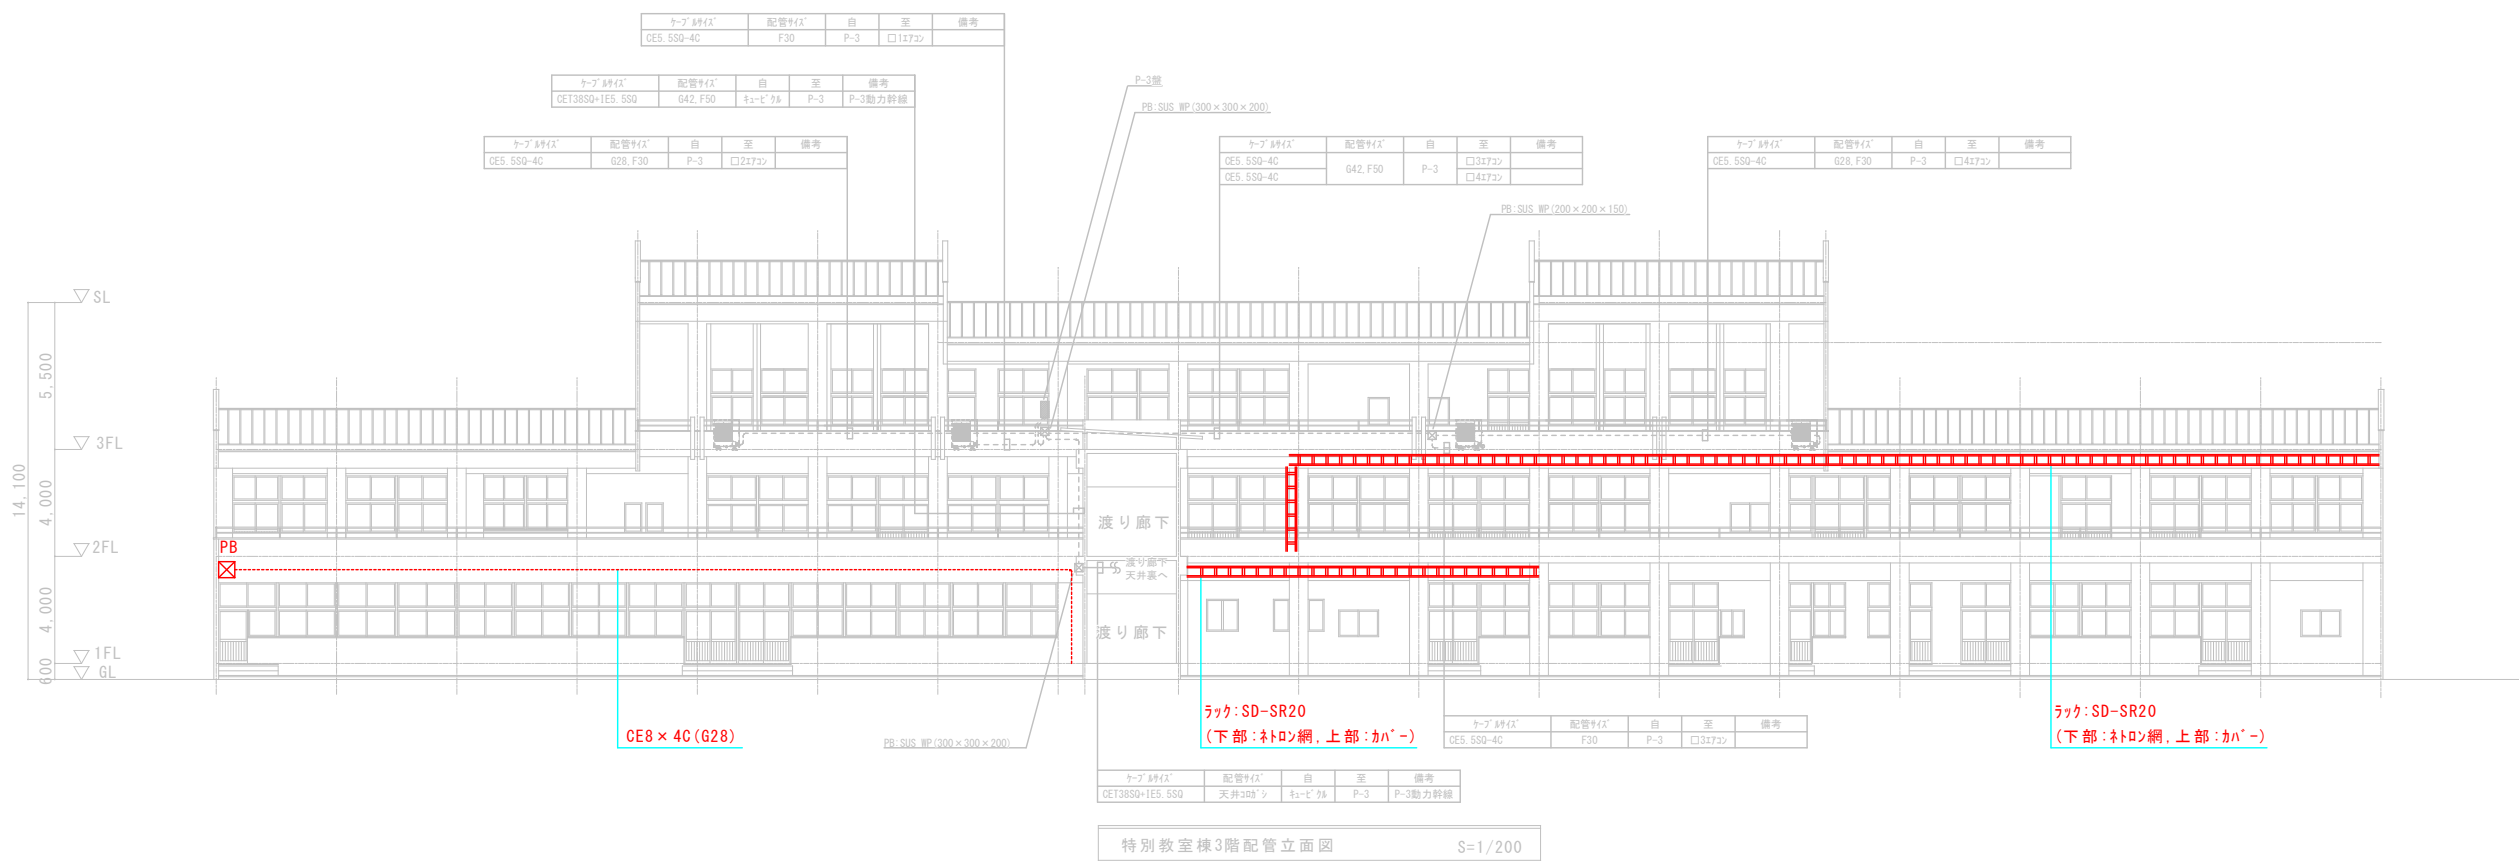 ケーブルサイズ 配管サイズ 自 至 備考
CE5.5SQ-4C F30 P-3 □1エアコン
ケーブルサイズ 配管サイズ 自 至 備考
CET38SQ+IE5.5SQ G42,F50 キュービクル P-3 P-3動力幹線
P-3盤
PB:SUS WP(300×300×200)
ケーブルサイズ 配管サイズ 自 至 備考
CE5.5SQ-4C G28,F30 P-3 □2エアコン
ケーブルサイズ 配管サイズ 自 至 備考
CE5.5SQ-4C G42,F50 P-3 □3エアコン
CE5.5SQ-4C □4エアコン
ケーブルサイズ 配管サイズ 自 至 備考
CE5.5SQ-4C G28,F30 P-3 □4エアコン
PB:SUS WP(200×200×150)
SL
5,500
3FL
14,100
4,000
2FL
4,000
1FL
600
GL
PB
渡り廊下
渡り廊下
天井裏へ
渡り廊下
CE8×4C(G28)
PB:SUS WP(300×300×200)
ラック:SD-SR20
(下部:ネトロン網,上部:カバー)
ケーブルサイズ 配管サイズ 自 至 備考
CE5.5SQ-4C F30 P-3 □3エアコン
ラック:SD-SR20
(下部:ネトロン網,上部:カバー)
ケーブルサイズ 配管サイズ 自 至 備考
CET38SQ+IE5.5SQ 天井コロガシ キュービクル P-3 P-3動力幹線
特別教室棟3階配管立面図 S=1/200